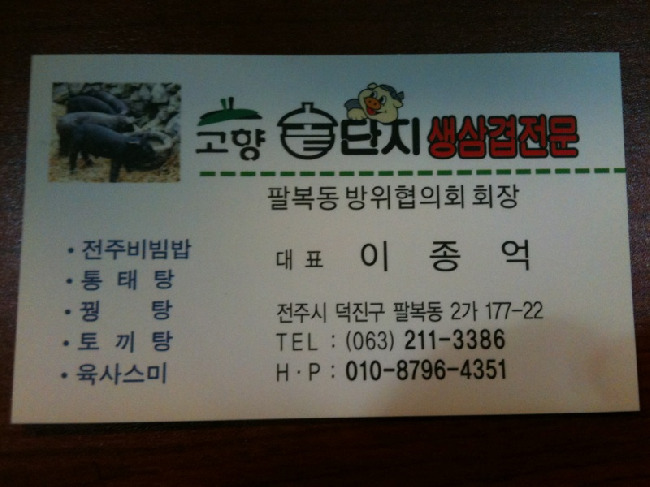 고향 옹단지 생삼겹전문
팔복동 방위협의회 회장
• 전주비빔밥
• 통 태 탕
• 꿩 탕
• 토 끼 탕
• 육사스미
대 표 이 종 억
전주시 덕진구 팔복동 2가 177-22
TEL : (063) 211-3386
H·P : 010-8796-4351